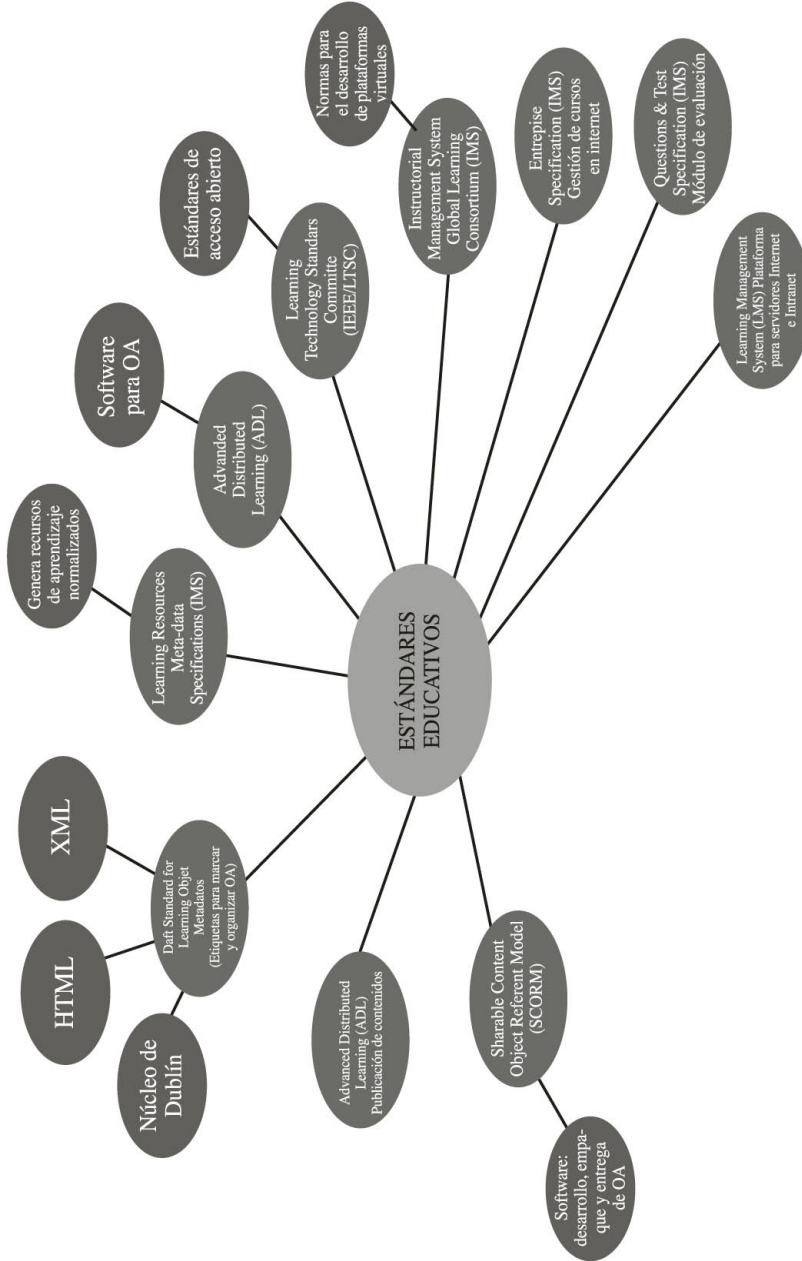 Núcleo de
Dublín
HTML
XML
Daft Standard for
Learning Objet
Metadatos
(Etiquetas para marcar
y organizar OA)
Genera recursos
de aprendizaje
normalizados
Learning Resources
Meta-data
Specifications (IMS)
Software
para OA
Advanded
Distributed
Learning (ADL)
Estándares de
acceso abierto
Learning
Technology Standars
Committe
(IEEE/LTSC)
Normas para
el desarrollo
de plataformas
virtuales
Instructorial
Management System
Global Learning
Consortium (IMS)
Entrepise
Specification (IMS)
Gestión de cursos
en internet
Questions & Test
Specification (IMS)
Módulo de evaluación
Learning Management
System (LMS) Plataforma
para servidores Internet
e Intranet
ESTÁNDARES
EDUCATIVOS
Advanced Distributed
Learning (ADL)
Publicación de contenidos
Sharable Content
Object Referent Model
(SCORM)
Software:
desarrollo, empa-
que y entrega
de OA